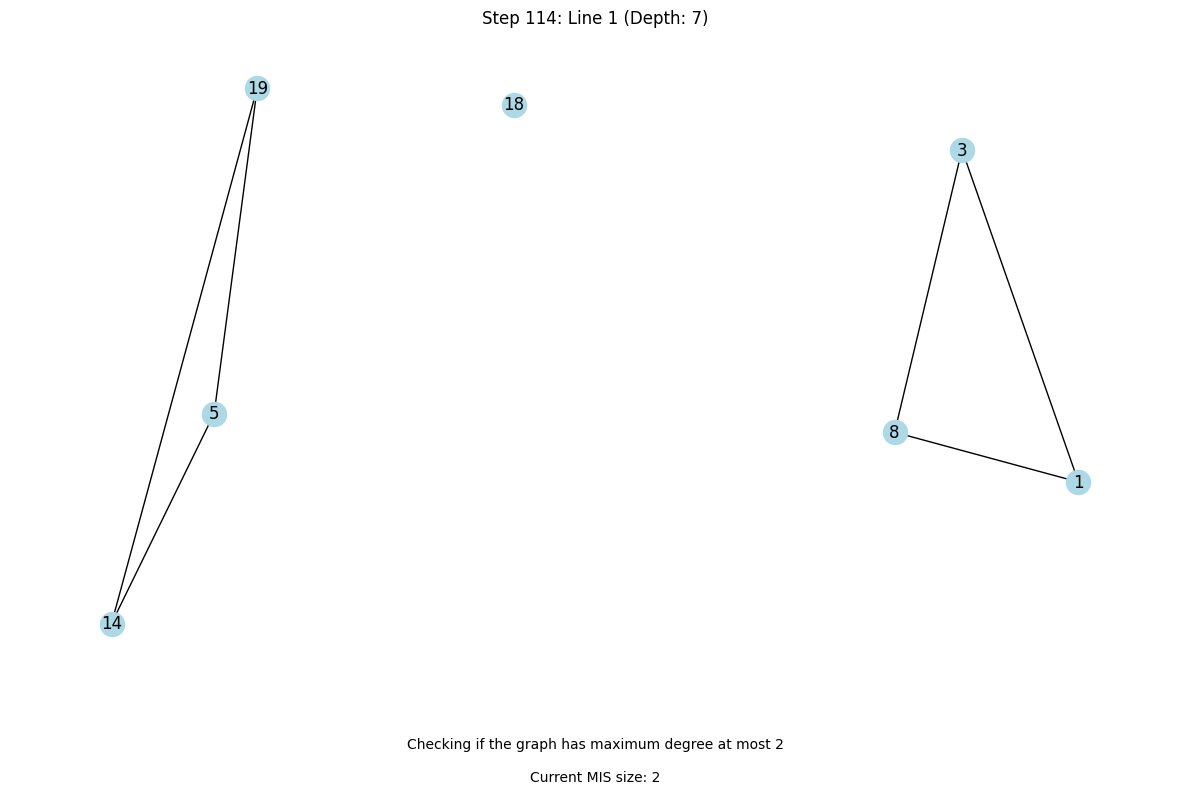 Step 114: Line 1 (Depth: 7)
19
18
3
5
8
1
14
Checking if the graph has maximum degree at most 2
Current MIS size: 2